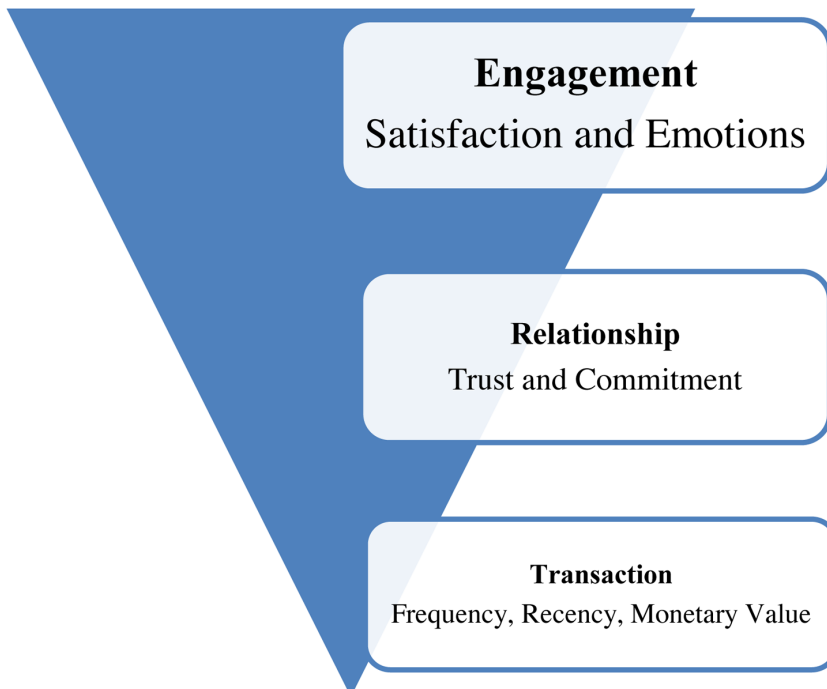 Engagement
Satisfaction and Emotions
Relationship
Trust and Commitment
Transaction
Frequency, Recency, Monetary Value